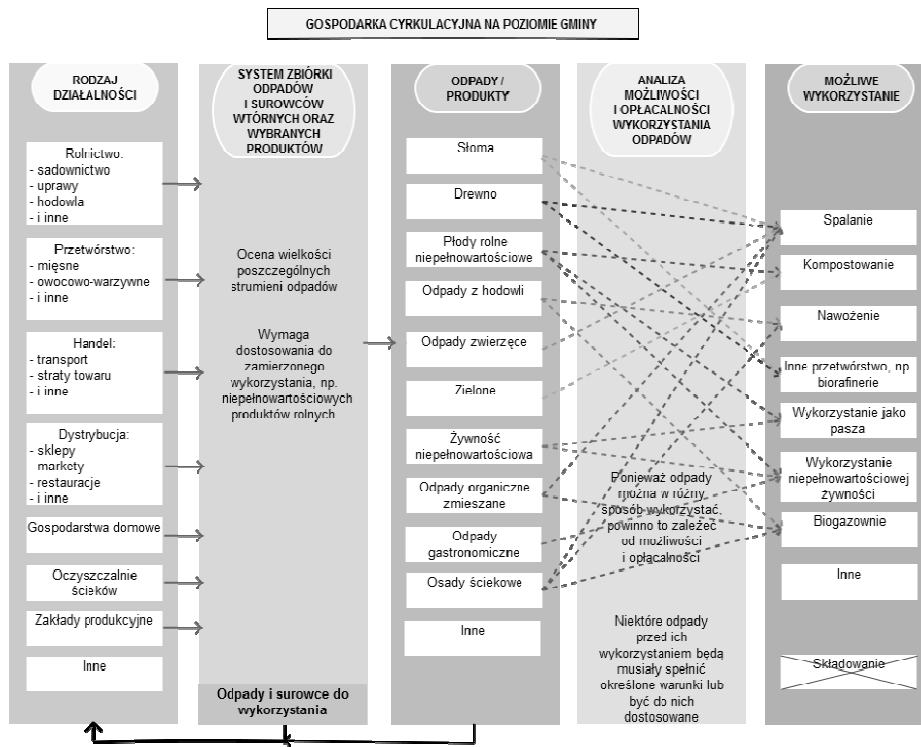 GOSPODARKA CYRKULACYJNA NA POZIOMIE GMINY
RODZAJ
DZIAŁALNOŚCI
Rolnictwo:
- sadownictwo
- uprawy
- hodowla
- i inne
Przetwórstwo:
- mięsne
- owocowo-warzywne
- i inne
Handel:
- transport
- straty towaru
- i inne
Dystrybucja:
- sklepy
markety
- restauracje
- i inne
Gospodarstwa domowe
Oczyszczalnie
ścieków
Zakłady produkcyjne
Inne
SYSTEM ZBIÓRKI
ODPADÓW
I SUROWCÓW
WTÓRNYCH ORAZ
WYBRANYCH
PRODUKTÓW
Ocena wielkości
poszczególnych
strumieni odpadów
Wymaga
dostosowania do
zamierzonego
wykorzystania, np.
niepełnowartościowych
produktów rolnych
Odpady i surowce do
wykorzystania
ODPADY /
PRODUKTY
Słoma
Drewno
Płody rolne
niepełnowartościowe
Odpady z hodowli
Odpady zwierzęce
Zielone
Żywność
niepełnowartościowa
Odpady organiczne
zmieszane
Odpady
gastronomiczne
Osady ściekowe
Inne
ANALIZA
MOŻLIWOŚCI
I OPŁACALNOŚCI
WYKORZYSTANIA
ODPADÓW
Ponieważ odpady
można w różny
sposób wykorzystać,
powinno to zależeć
od możliwości
i opłacalności
Niektóre odpady
przed ich
wykorzystaniem będą
musiały spełnić
określone warunki lub
być do nich
dostosowane
MOŻLIWE
WYKORZYSTANIE
Spalanie
Kompostowanie
Nawożenie
Inne przetwórstwo, np
biorafinerie
Wykorzystanie jako
pasza
Wykorzystanie
niepełnowartościowej
żywności
Biogazownie
Inne
Składowanie